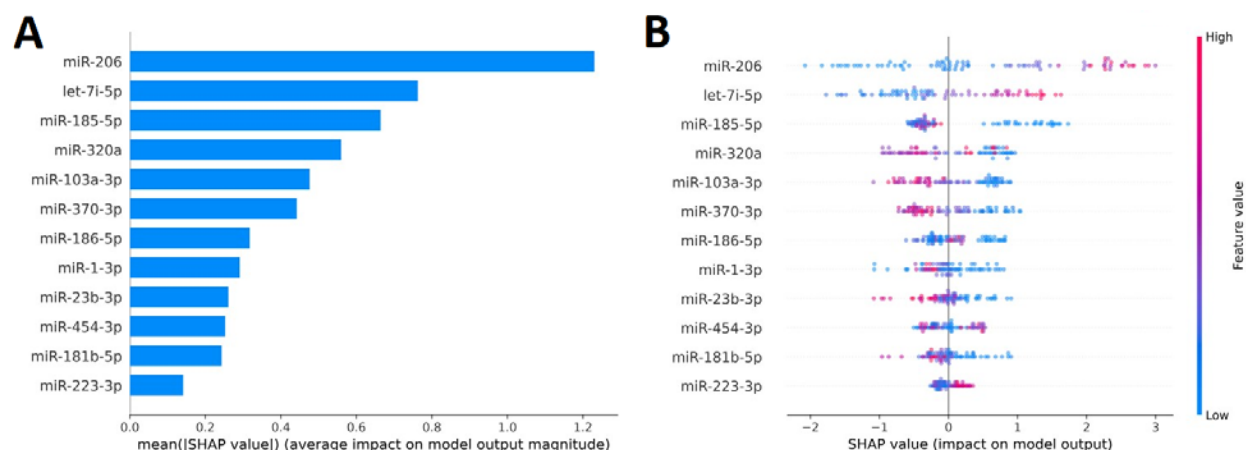 A
miR-206
let-7i-5p
miR-185-5p
miR-320a
miR-103a-3p
miR-370-3p
miR-186-5p
miR-1-3p
miR-23b-3p
miR-454-3p
miR-181b-5p
miR-223-3p
0.0 0.2 0.4 0.6 0.8 1.0 1.2
mean(|SHAP value|) (average impact on model output magnitude)
B
miR-206
let-7i-5p
miR-185-5p
miR-320a
miR-103a-3p
miR-370-3p
miR-186-5p
miR-1-3p
miR-23b-3p
miR-454-3p
miR-181b-5p
miR-223-3p
−2 −1 0 1 2 3
SHAP value (impact on model output)
High
Feature value
Low